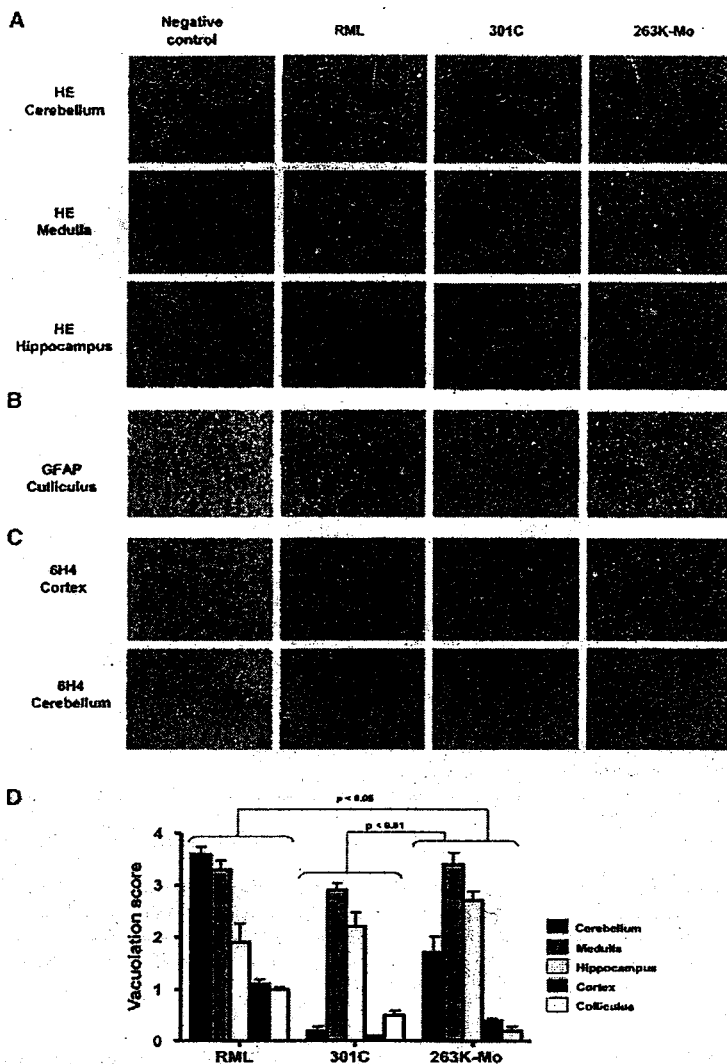 A
Negative control
RML
301C
263K-Mo
HE Cerebellum
HE Medulla
HE Hippocampus
B
GFAP Culliculus
C
6H4 Cortex
6H4 Cerebellum
D
p < 0.05
p < 0.01
Vacuolation score
4
3
2
1
0
RML
301C
263K-Mo
Cerebellum
Medulla
Hippocampus
Cortex
Colliculus